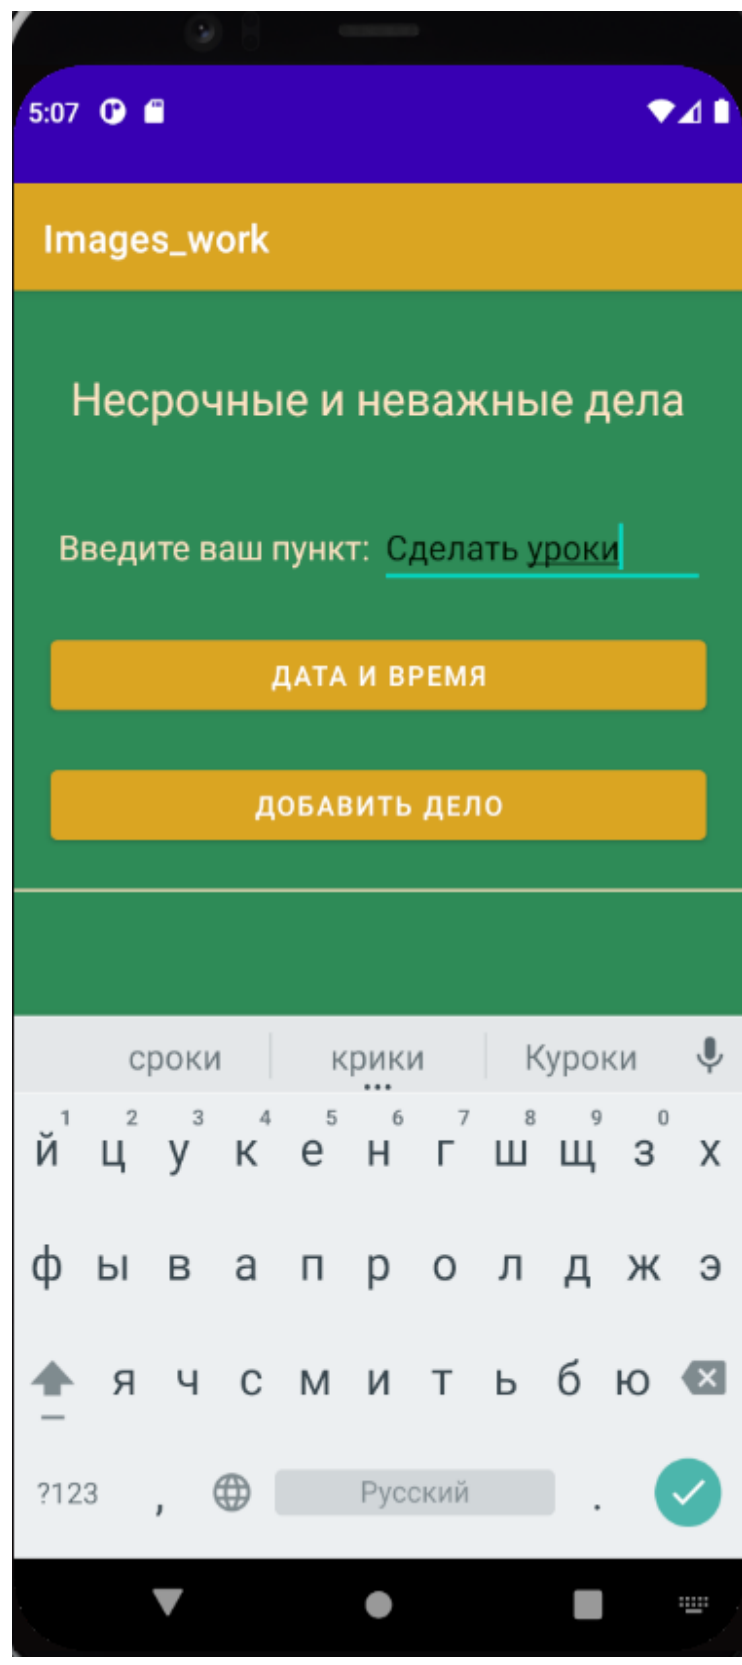 5:07
Images_work
Несрочные и неважные дела
Введите ваш пункт: Сделать уроки
ДАТА И ВРЕМЯ
ДОБАВИТЬ ДЕЛО
сроки крики Куроки
1 2 3 4 5 6 7 8 9 0
й ц у к е н г ш щ з х
ф ы в а п р о л д ж э
я ч с м и т ь б ю
?123 , Русский .